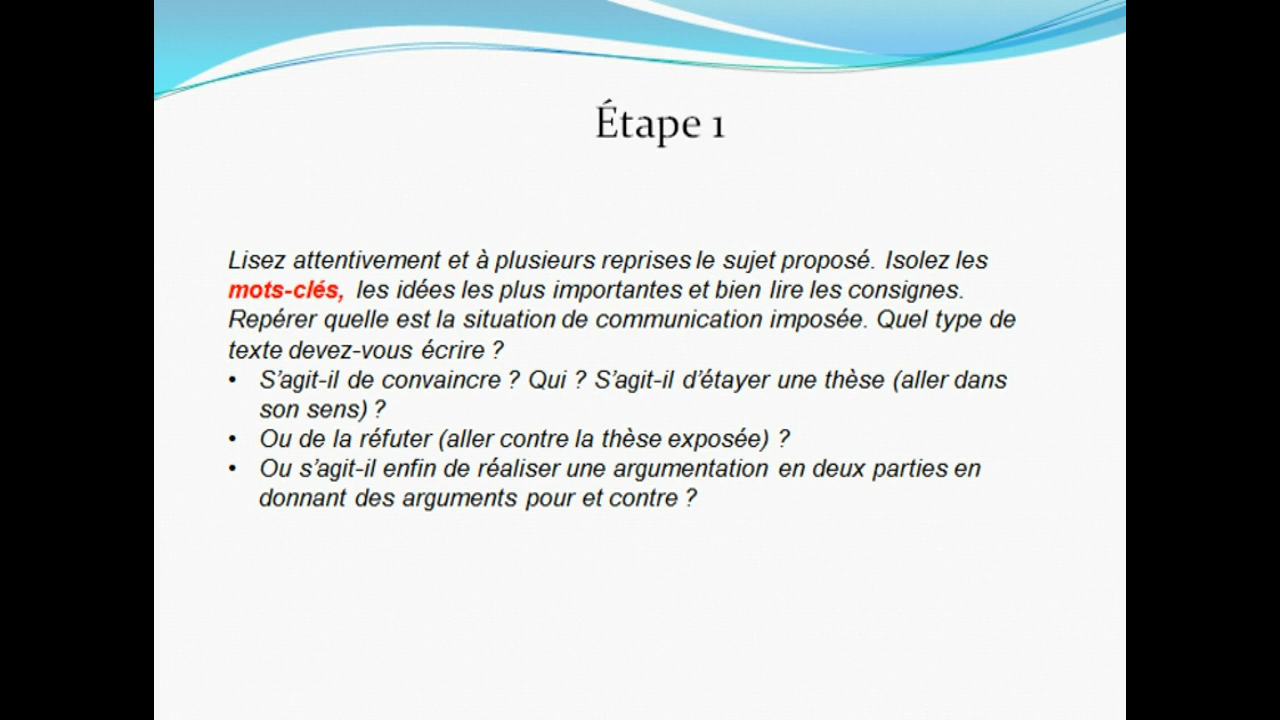 Étape 1
Lisez attentivement et à plusieurs reprises le sujet proposé. Isolez les
mots-clés, les idées les plus importantes et bien lire les consignes.
Repérer quelle est la situation de communication imposée. Quel type de
texte devez-vous écrire ?
• S’agit-il de convaincre ? Qui ? S’agit-il d’étayer une thèse (aller dans
son sens) ?
• Ou de la réfuter (aller contre la thèse exposée) ?
• Ou s’agit-il enfin de réaliser une argumentation en deux parties en
donnant des arguments pour et contre ?